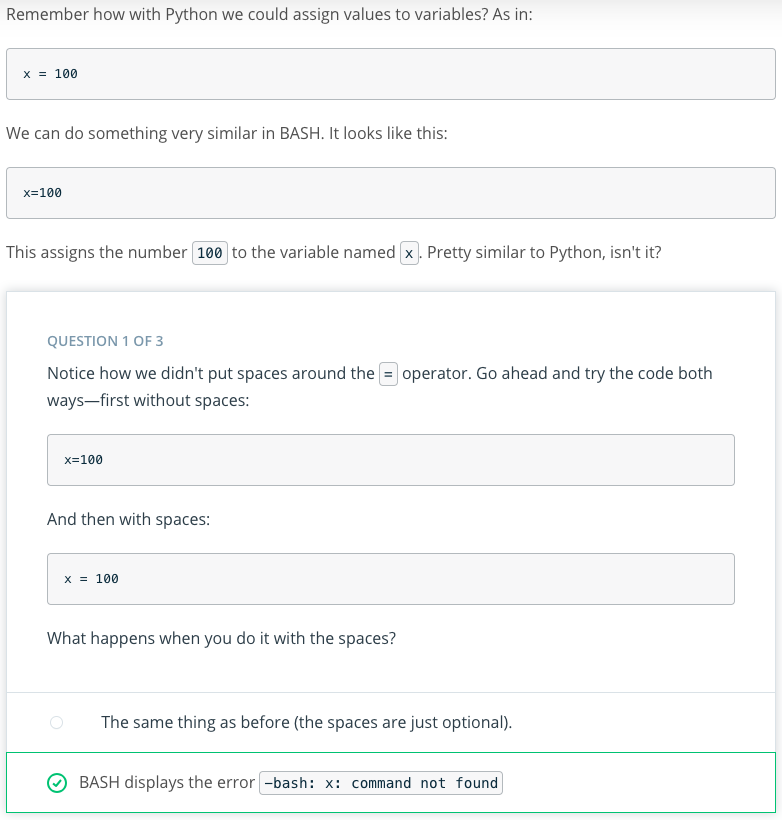 Remember how with Python we could assign values to variables? As in:
x = 100
We can do something very similar in BASH. It looks like this:
x=100
This assigns the number 100 to the variable named x. Pretty similar to Python, isn't it?
QUESTION 1 OF 3
Notice how we didn't put spaces around the = operator. Go ahead and try the code both
ways—first without spaces:
x=100
And then with spaces:
x = 100
What happens when you do it with the spaces?
The same thing as before (the spaces are just optional).
BASH displays the error -bash: x: command not found